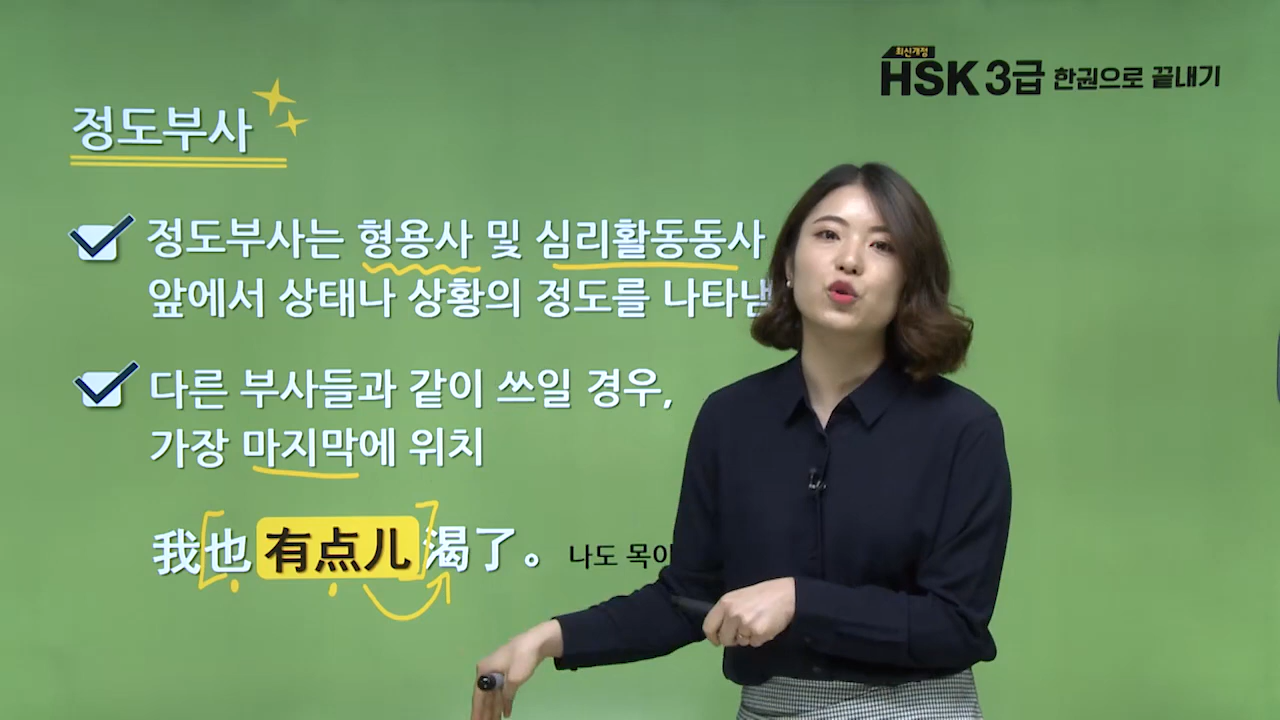 최신개정
HSK 3급 한권으로 끝내기
정도부사
정도부사는 형용사 및 심리활동동사
앞에서 상태나 상황의 정도를 나타냄
다른 부사들과 같이 쓰일 경우,
가장 마지막에 위치
我也有点儿渴了。 나도 목이